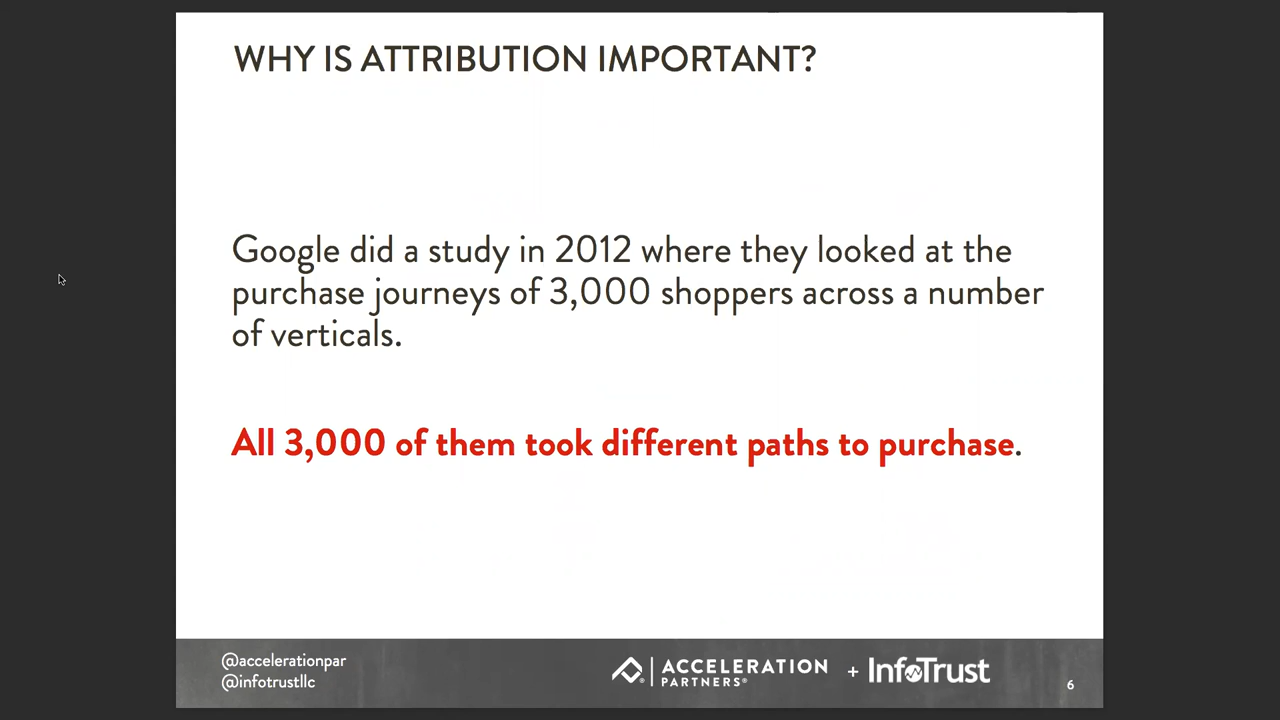 WHY IS ATTRIBUTION IMPORTANT?
Google did a study in 2012 where they looked at the
purchase journeys of 3,000 shoppers across a number
of verticals.
All 3,000 of them took different paths to purchase.
@accelerationpar
@infotrustllc
ACCELERATION
PARTNERS®
+ InfoTrust
6